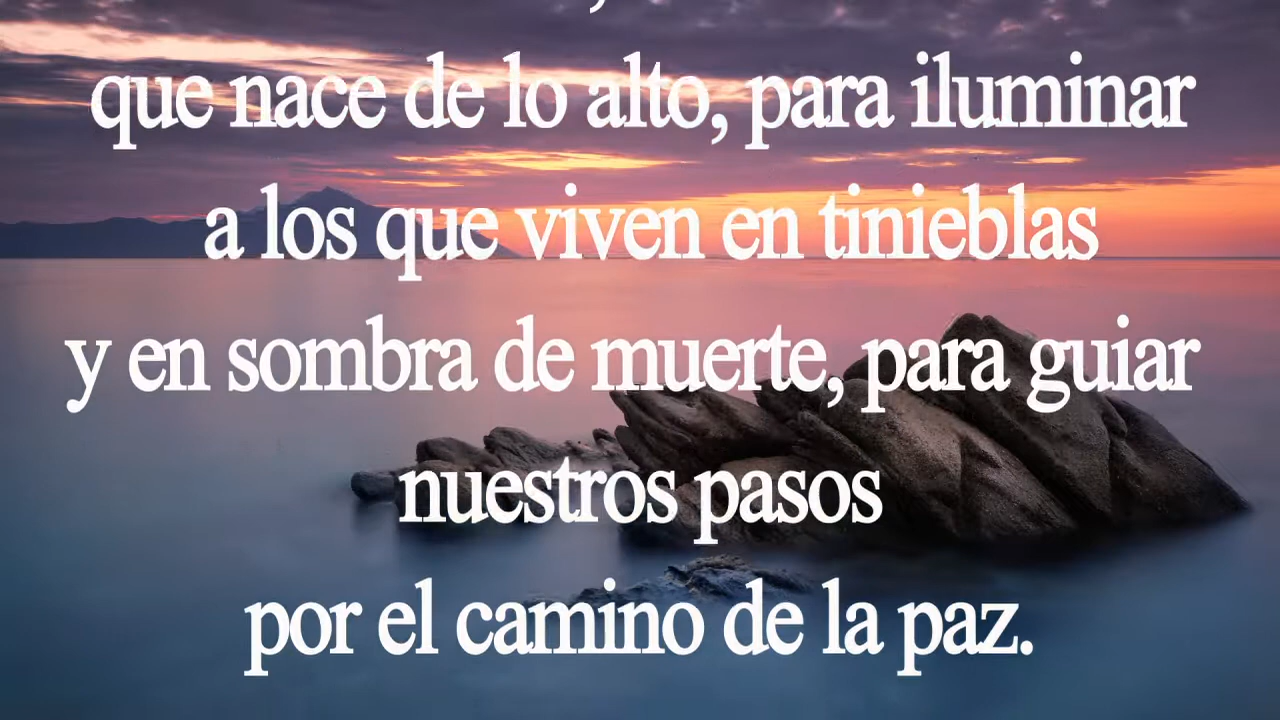 que nace de lo alto, para iluminar
a los que viven en tinieblas
y en sombra de muerte, para guiar
nuestros pasos
por el camino de la paz.